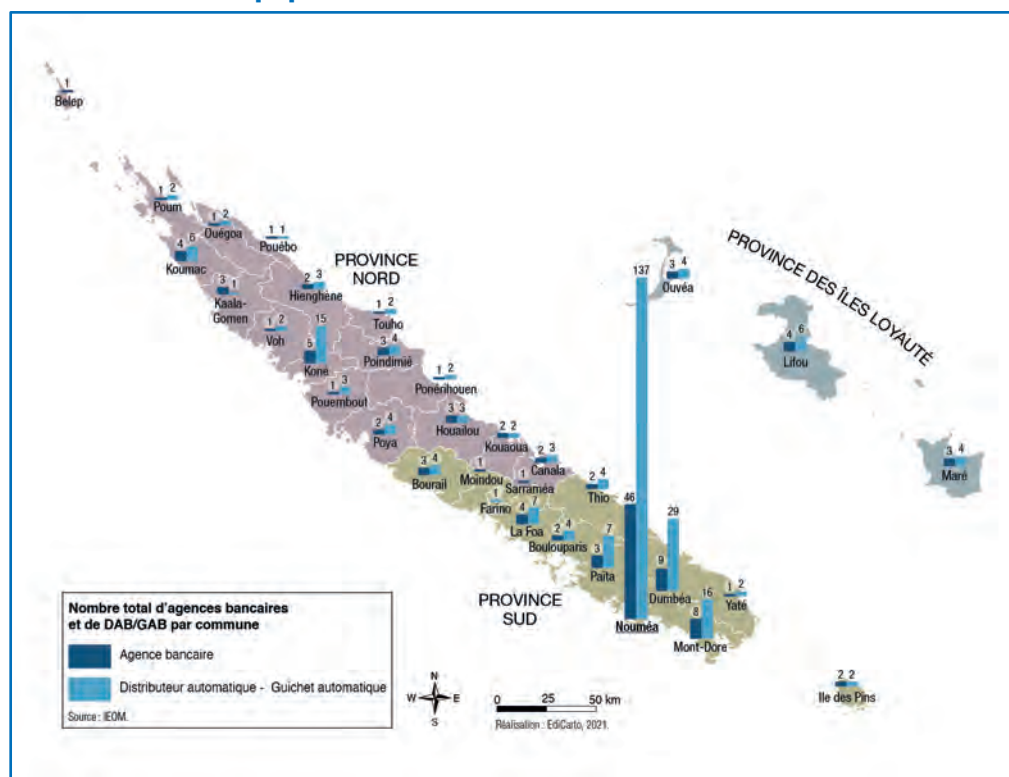 1
Belep
1 2
Poum
1 2
Ouégoa
1 1
Pouébo
4 6
Koumac
3 1
Kaala-
Gomen
2 3
Hienghène
PROVINCE
NORD
1 2
Touho
1 2
Voh
15
Koné
3 4
Poindimié
1 3
Pouembout
1 2
Ponérihouen
2 4
Poya
3 3
Houaïlou
2 2
Kouaoua
2 3
Canala
3 4
Bourail
1
Moindou
1
Sarraméa
1
Farino
4 7
La Foa
2 4
Boulouparis
2 4
Thio
3 7
Païta
46 137
Nouméa
9 29
Dumbéa
8 16
Mont-Dore
1 2
Yaté
2 2
Ile des Pins
PROVINCE
SUD
PROVINCE DES ÎLES LOYAUTÉ
3 4
Ouvéa
4 6
Lifou
3 4
Maré
Nombre total d'agences bancaires
et de DAB/GAB par commune
Agence bancaire
Distributeur automatique - Guichet automatique
Source : IEOM.
N
W E
S
0 25 50 km
Réalisation : EdiCarto, 2021.